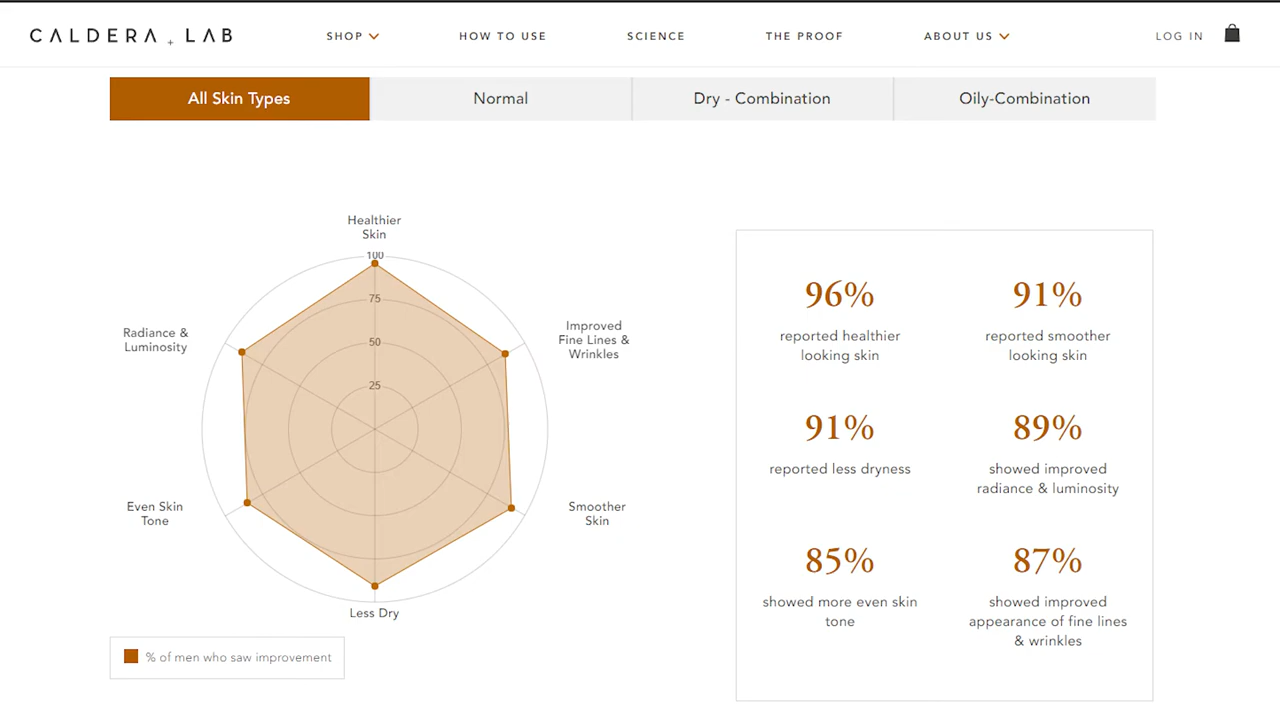 CALDERA + LAB
SHOP
HOW TO USE
SCIENCE
THE PROOF
ABOUT US
LOG IN
All Skin Types
Normal
Dry - Combination
Oily-Combination
Healthier
Skin
100
75
50
25
Improved
Fine Lines &
Wrinkles
Smoother
Skin
Less Dry
Even Skin
Tone
Radiance &
Luminosity
% of men who saw improvement
96%
reported healthier
looking skin
91%
reported smoother
looking skin
91%
reported less dryness
89%
showed improved
radiance & luminosity
85%
showed more even skin
tone
87%
showed improved
appearance of fine lines
& wrinkles